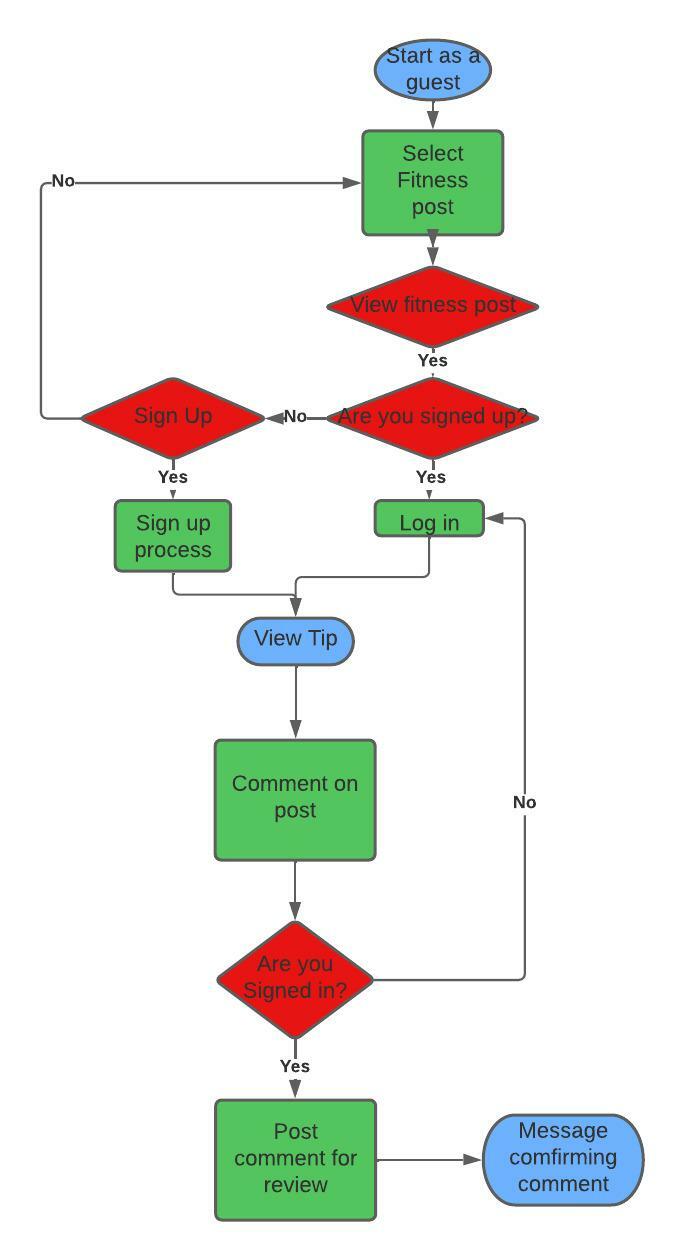 Start as a
guest
Select
Fitness
post
No
View fitness post
Yes
Sign Up
No
Are you signed up?
Yes
Yes
Sign up
process
Log in
View Tip
Comment on
post
No
Are you
Signed in?
Yes
Post
comment for
review
Message
comfirming
comment